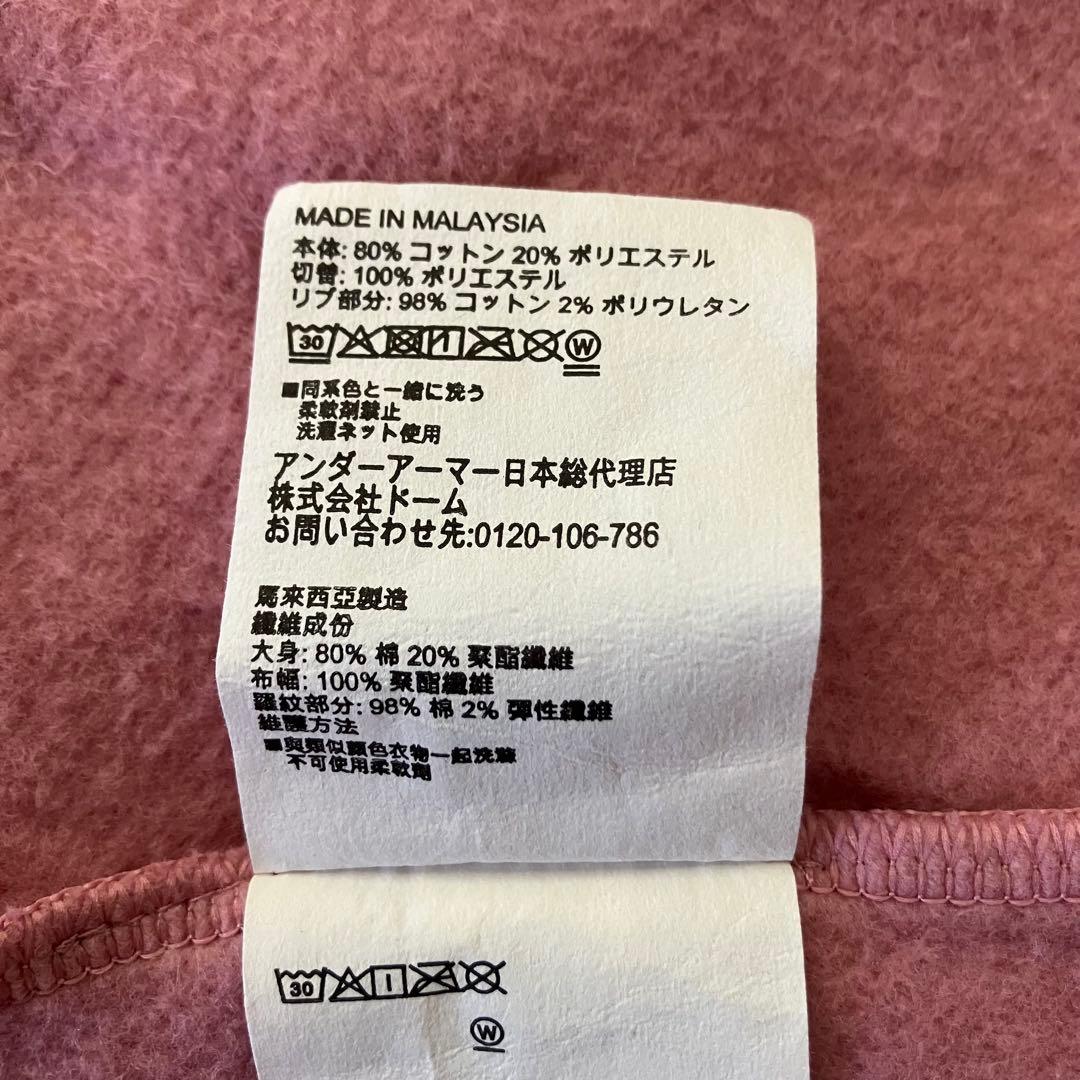 MADE IN MALAYSIA
本体: 80% コットン 20% ポリエステル
切替: 100% ポリエステル
リブ部分: 98% コットン 2% ポリウレタン
30 W
■同系色と一緒に洗う
柔軟剤禁止
洗濯ネット使用
アンダーアーマー日本総代理店
株式会社ドーム
お問い合わせ先:0120-106-786
馬來西亞製造
纖維成份
大身: 80% 棉 20% 聚酯纖維
布幅: 100% 聚酯纖維
羅紋部分: 98% 棉 2% 彈性纖維
維護方法
■與類似顏色衣物一起洗滌
不可使用柔軟劑
30
W